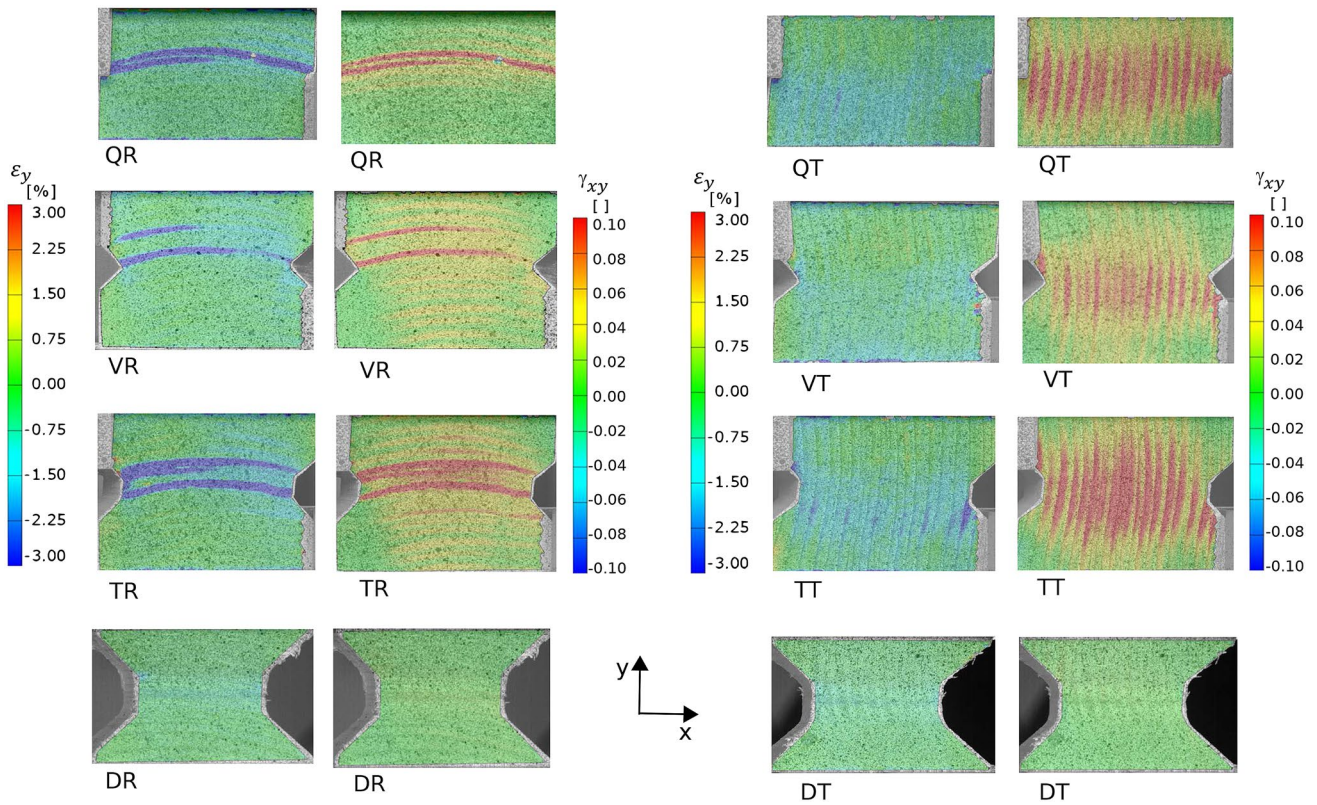 QR
QR
QT
QT
εy
[%]
3.00
2.25
1.50
0.75
0.00
-0.75
-1.50
-2.25
-3.00
VR
VR
γxy
[ ]
0.10
0.08
0.06
0.04
0.02
0.00
-0.02
-0.04
-0.06
-0.08
-0.10
εy
[%]
3.00
2.25
1.50
0.75
0.00
-0.75
-1.50
-2.25
-3.00
VT
VT
γxy
[ ]
0.10
0.08
0.06
0.04
0.02
0.00
-0.02
-0.04
-0.06
-0.08
-0.10
TR
TR
TT
TT
y
x
DR
DR
DT
DT